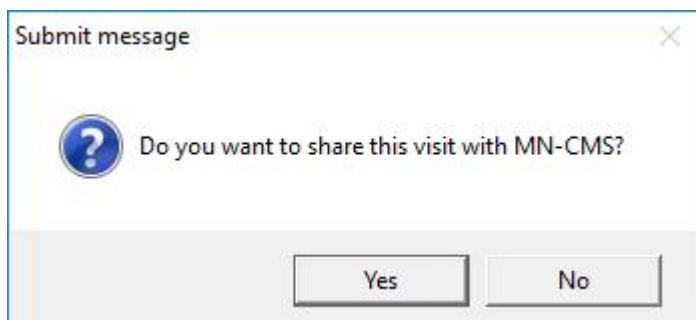 Submit message
Do you want to share this visit with MN-CMS?
Yes
No